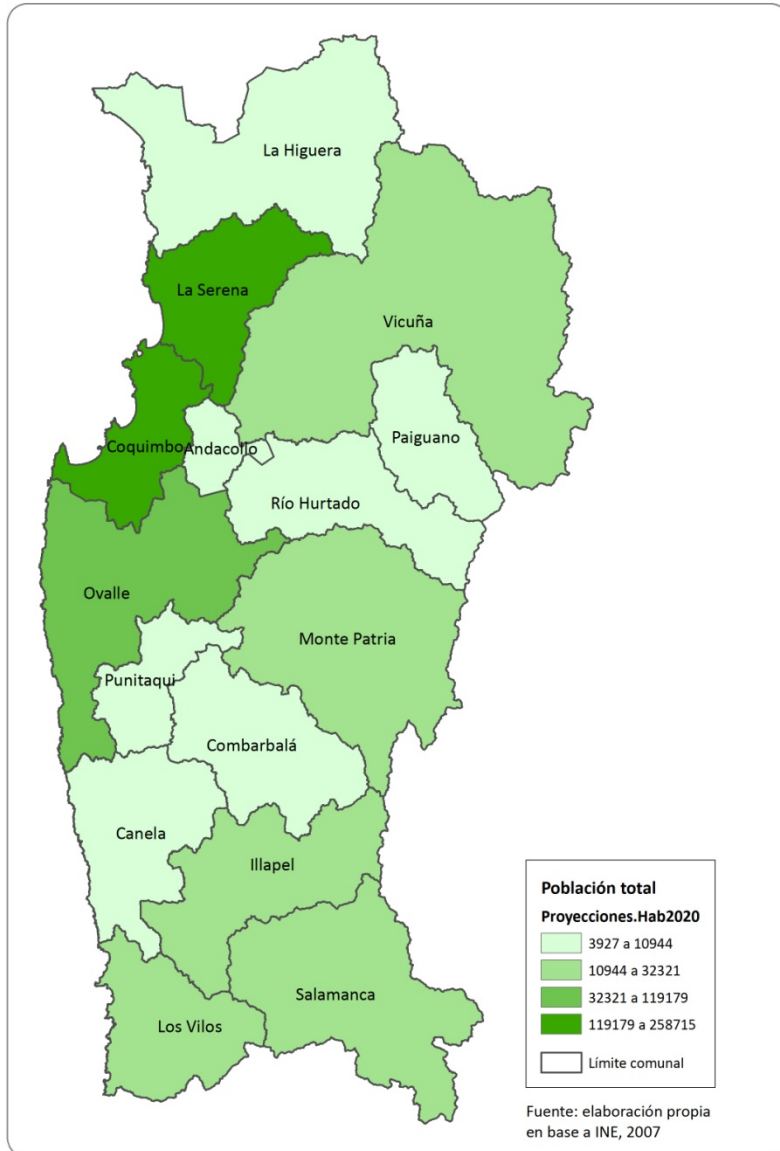 La Higuera
La Serena
Vicuña
Coquimbo
Andacollo
Paiguano
Río Hurtado
Ovalle
Monte Patria
Punitaqui
Combarbalá
Canela
Illapel
Salamanca
Los Vilos
Población total
Proyecciones.Hab2020
3927 a 10944
10944 a 32321
32321 a 119179
119179 a 258715
Límite comunal
Fuente: elaboración propia
en base a INE, 2007